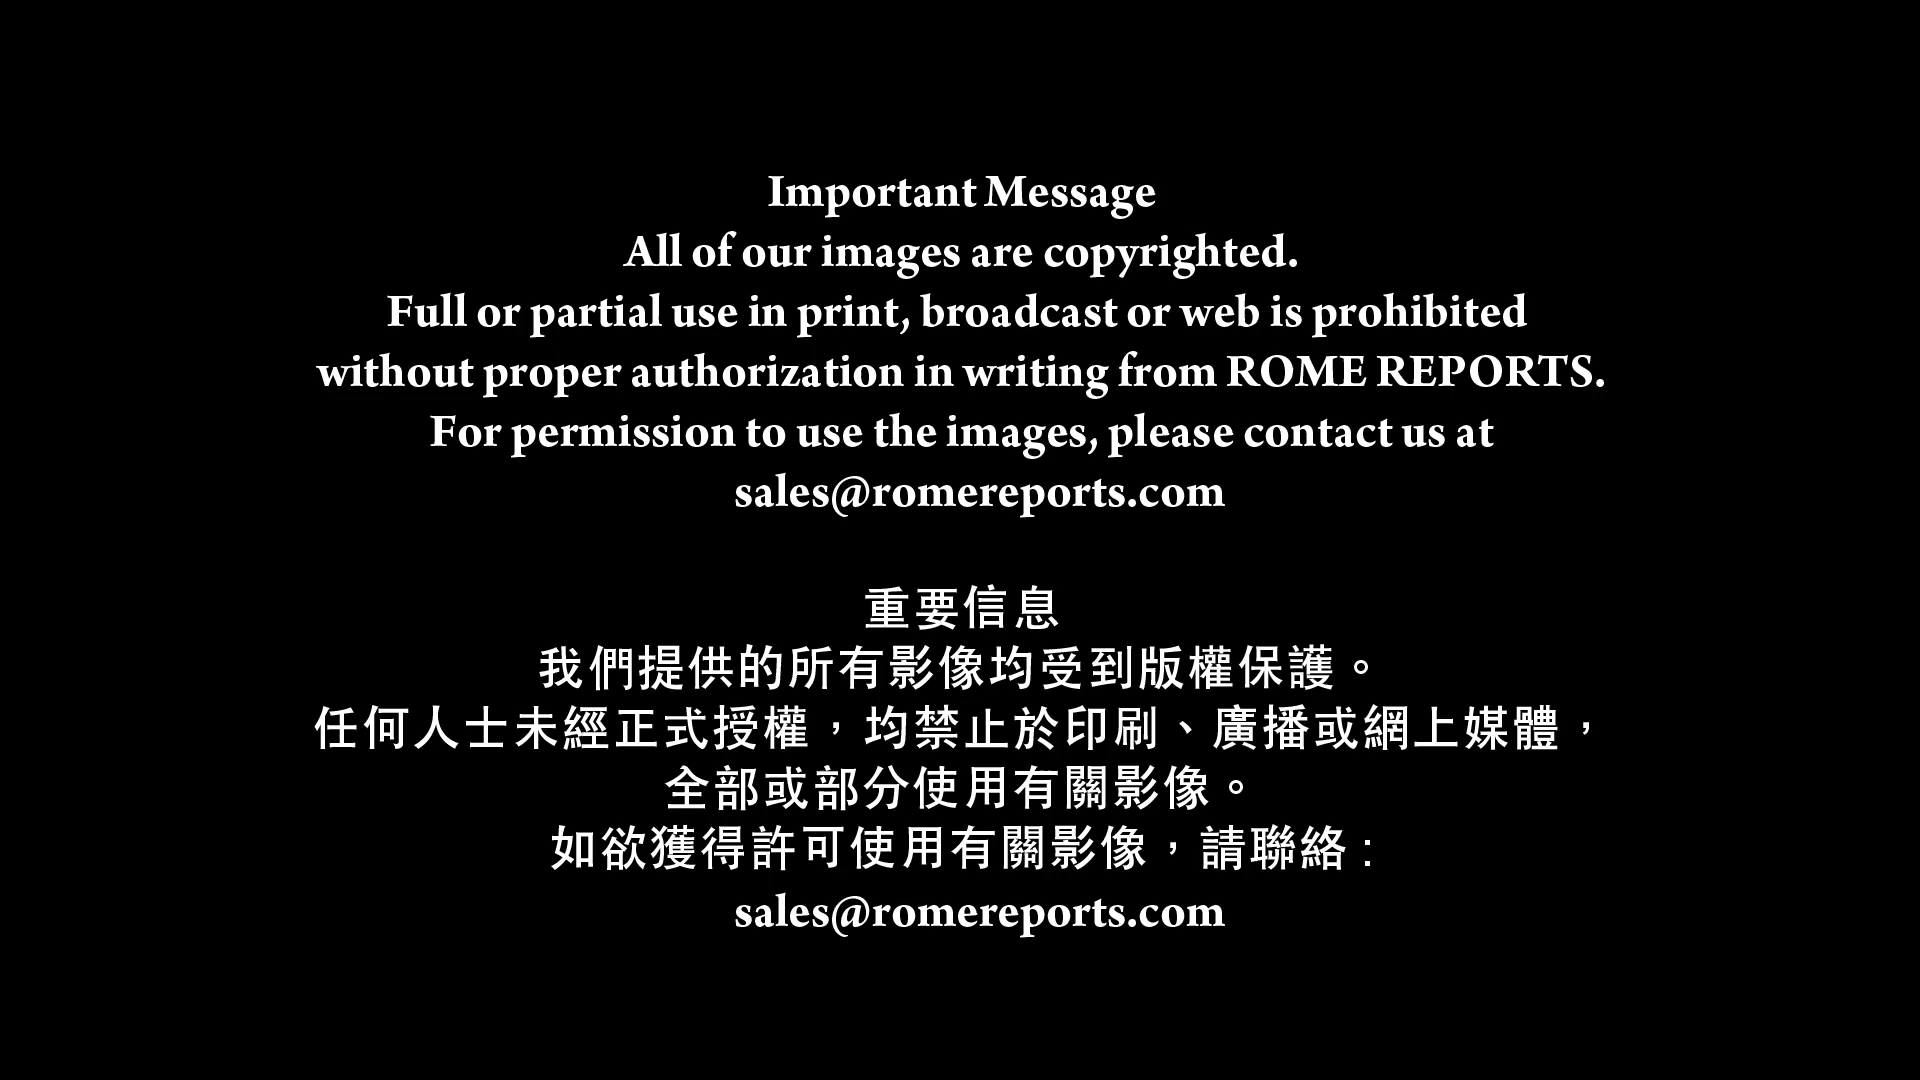 Important Message
All of our images are copyrighted.
Full or partial use in print, broadcast or web is prohibited
without proper authorization in writing from ROME REPORTS.
For permission to use the images, please contact us at
sales@romereports.com
重要信息
我們提供的所有影像均受到版權保護。
任何人士未經正式授權，均禁止於印刷、廣播或網上媒體，
全部或部分使用有關影像。
如欲獲得許可使用有關影像，請聯絡：
sales@romereports.com